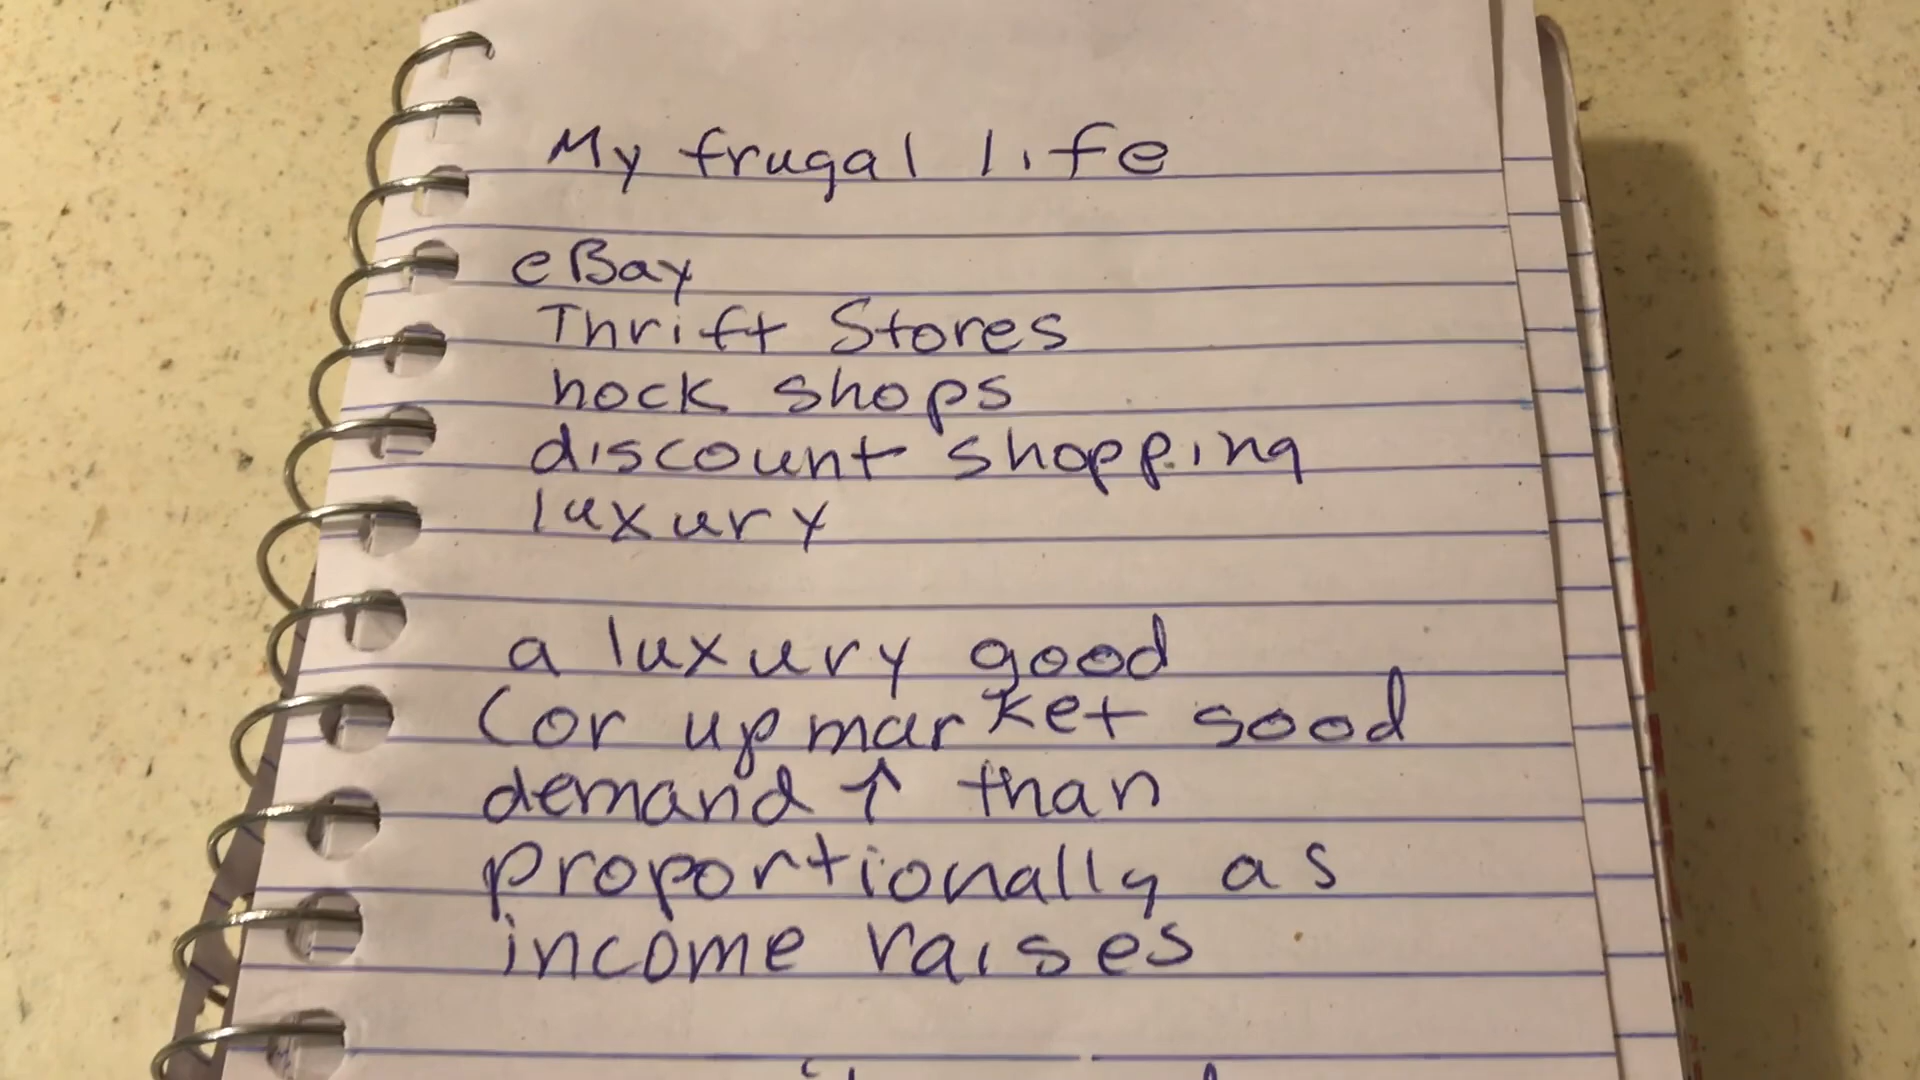 My frugal life
eBay
Thrift Stores
hock shops
discount shopping
luxury
a luxury good
(or upmarket good
demand ↑ than
proportionally as
income raises